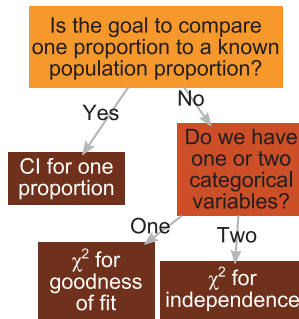 Is the goal to compare
one proportion to a known
population proportion?
Yes
No
CI for one
proportion
Do we have
one or two
categorical
variables?
One
Two
χ² for
goodness
of fit
χ² for
independence